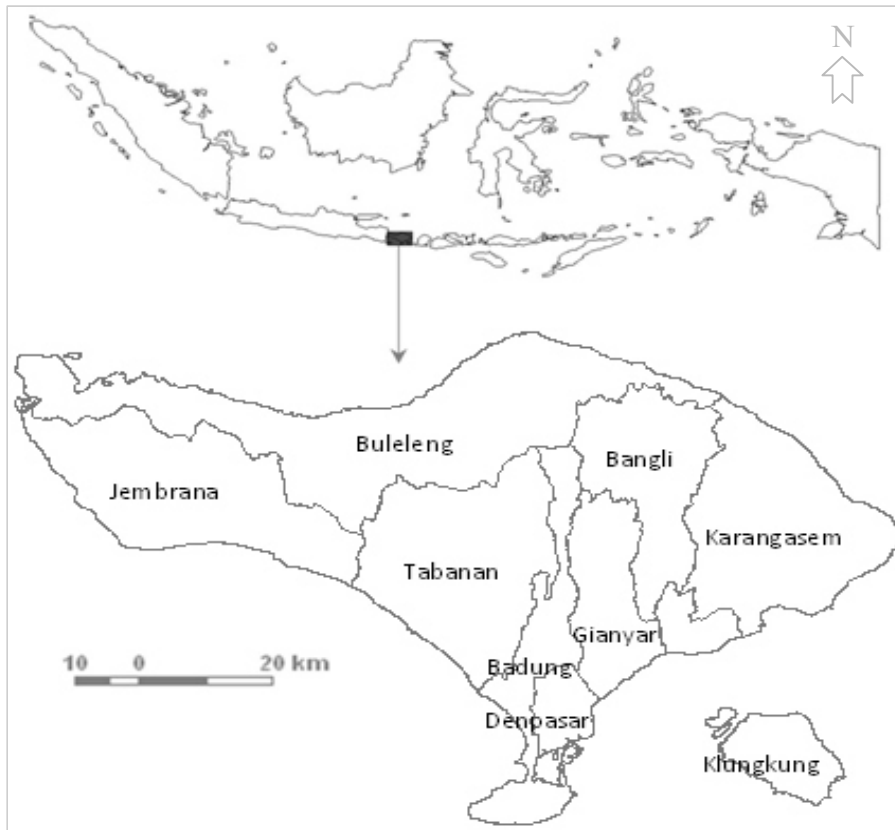 N
Buleleng
Bangli
Jembrana
Karangasem
Tabanan
Gianyar
10 0 20 km
Badung
Denpasar
Klungkung